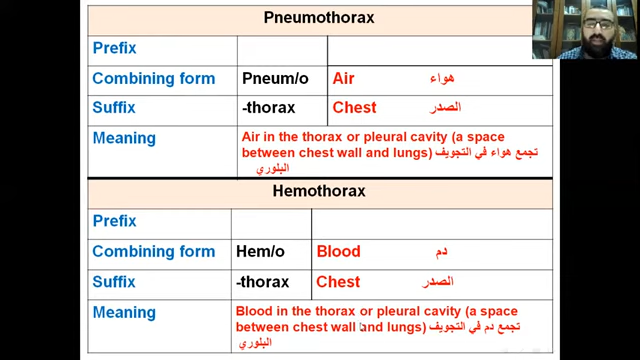 Pneumothorax
Prefix
Combining form Pneum/o Air هواء
Suffix -thorax Chest الصدر
Meaning Air in the thorax or pleural cavity (a space
between chest wall and lungs) تجمع هواء في التجويف
البلوري
Hemothorax
Prefix
Combining form Hem/o Blood دم
Suffix -thorax Chest الصدر
Meaning Blood in the thorax or pleural cavity (a space
between chest wall and lungs) تجمع دم في التجويف
البلوري